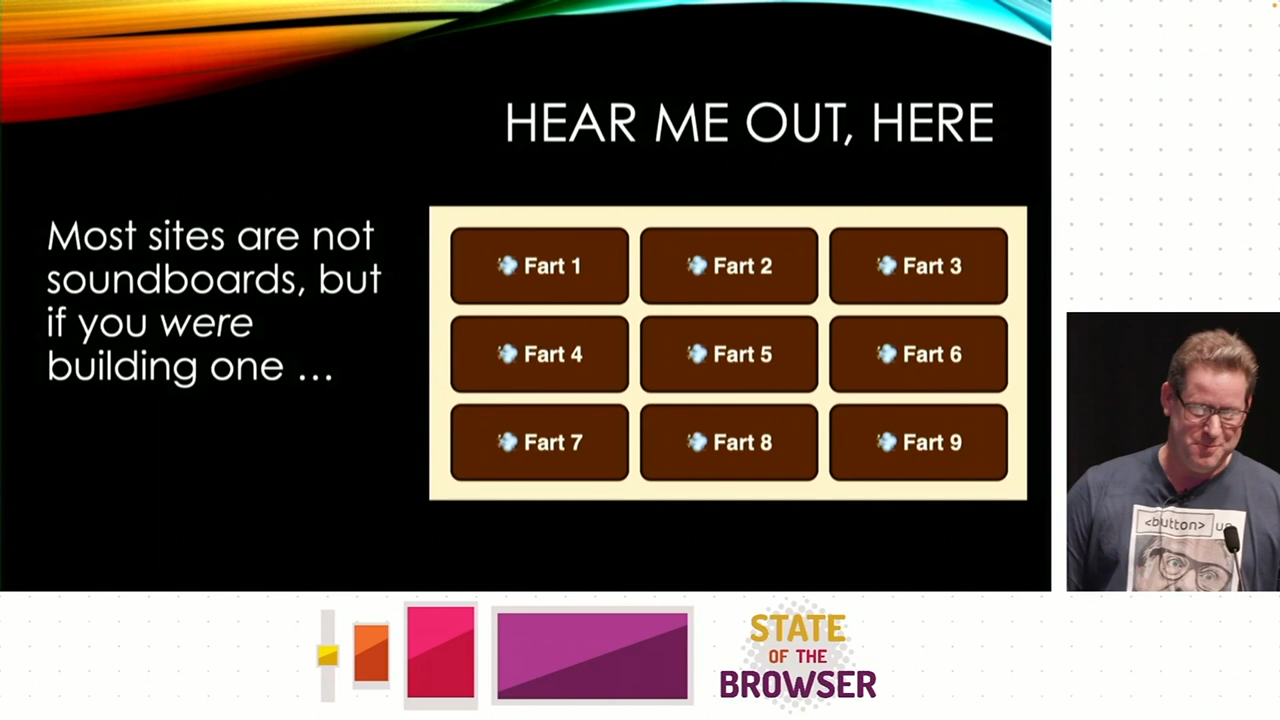 HEAR ME OUT, HERE
Most sites are not
soundboards, but
if you were
building one …
💨 Fart 1
💨 Fart 2
💨 Fart 3
💨 Fart 4
💨 Fart 5
💨 Fart 6
💨 Fart 7
💨 Fart 8
💨 Fart 9
<button>
STATE
OF THE
BROWSER